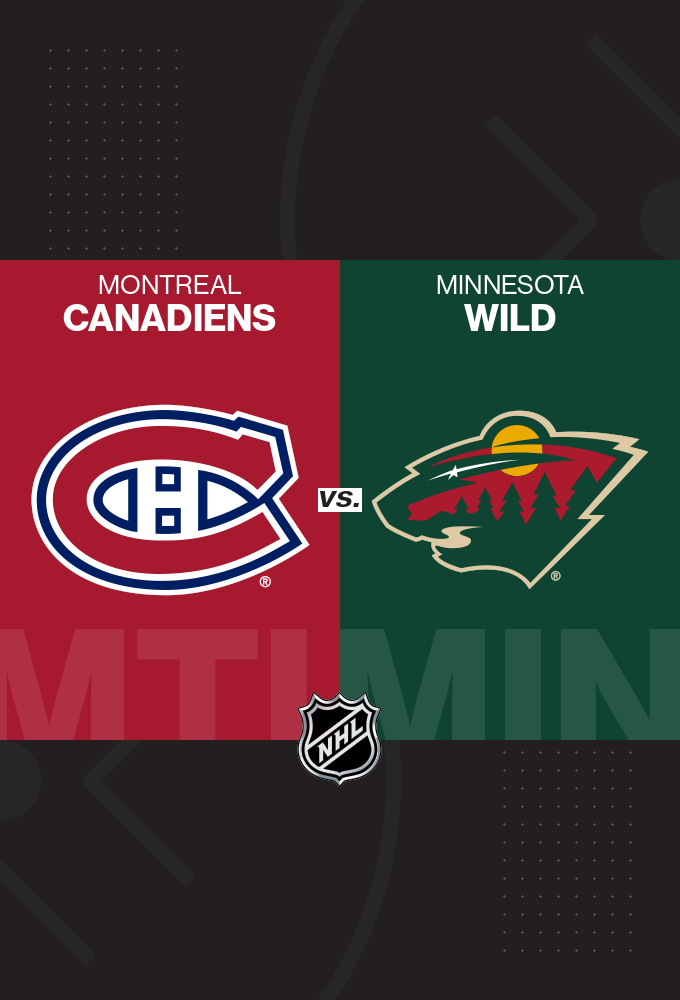 MONTREAL
CANADIENS
MINNESOTA
WILD
VS.
®
®
MTL
MIN
NHL